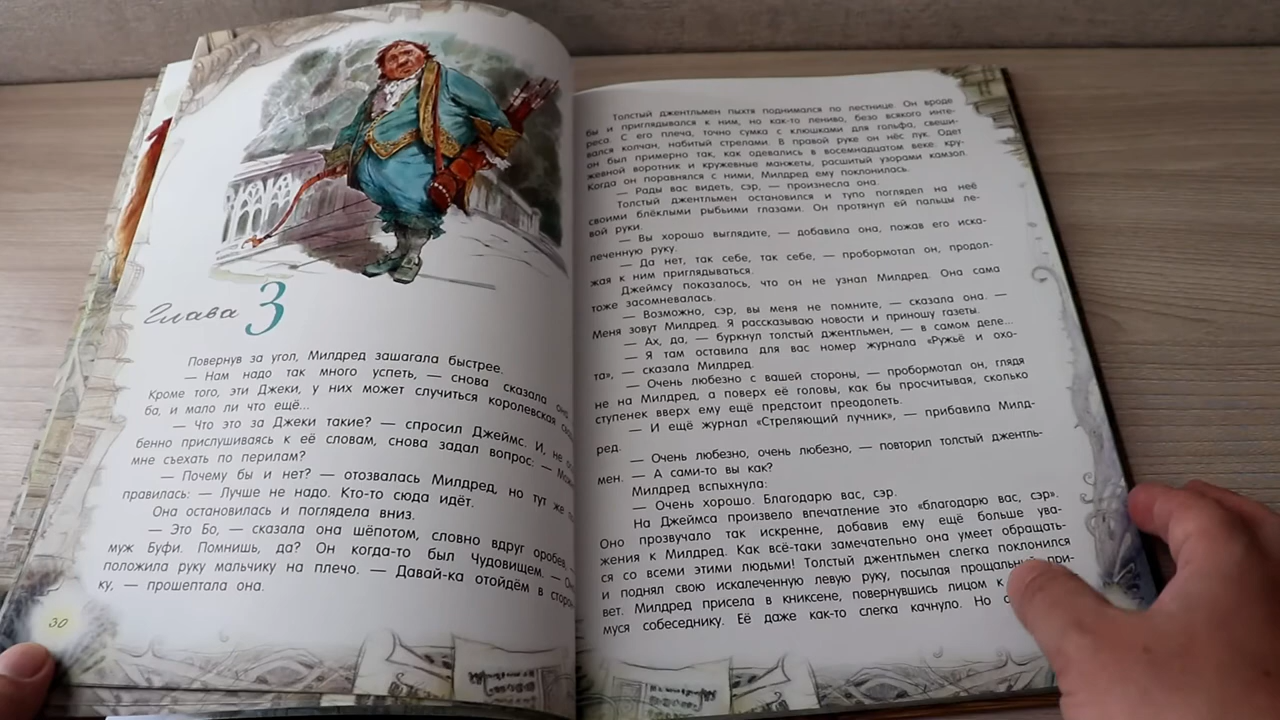 Глава 3
Повернув за угол, Милдред зашагала быстрее.
— Нам надо так много успеть, — снова сказала она.
Кроме того, эти Джеки, у них может случиться королевская
ба, и мало ли что ещё...
— Что это за Джеки такие? — спросил Джеймс. И, не
бенно прислушиваясь к её словам, снова задал вопрос: —
мне съехать по перилам?
— Почему бы и нет? — отозвалась Милдред, но тут же
правилась: — Лучше не надо. Кто-то сюда идёт.
Она остановилась и поглядела вниз.
— Это Бо, — сказала она шёпотом, словно вдруг оробев, —
муж Буфи. Помнишь, да? Он когда-то был Чудовищем. —
положила руку мальчику на плечо. — Давай-ка отойдём в сторон
ку, — прошептала она.
30
Толстый джентльмен пыхтя поднимался по лестнице. Он вроде
бы и приглядывался к ним, но как-то лениво, безо всякого инте-
реса. С его плеча, точно сумка с клюшками для гольфа, свеши-
вался колчан, набитый стрелами. В правой руке он нёс лук. Одет
он был примерно так, как одевались в восемнадцатом веке: кру-
жевной воротник и кружевные манжеты, расшитый узорами камзол.
Когда он поравнялся с ними, Милдред ему поклонилась.
— Рады вас видеть, сэр, — произнесла она.
Толстый джентльмен остановился и тупо поглядел на неё
своими блёклыми рыбьими глазами. Он протянул ей пальцы ле-
вой руки.
— Вы хорошо выглядите, — добавила она, пожав его иска-
леченную руку.
— Да нет, так себе, так себе, — пробормотал он, продол-
жая к ним приглядываться.
Джеймсу показалось, что он не узнал Милдред. Она сама
тоже засомневалась.
— Возможно, сэр, вы меня не помните, — сказала она. —
Меня зовут Милдред. Я рассказываю новости и приношу газеты.
— Ах, да, — буркнул толстый джентльмен, — в самом деле...
— Я там оставила для вас номер журнала «Ружьё и охо-
та», — сказала Милдред.
— Очень любезно с вашей стороны, — пробормотал он, глядя
не на Милдред, а поверх её головы, как бы просчитывая, сколько
ступенек вверх ему ещё предстоит преодолеть.
— И ещё журнал «Стреляющий лучник», — прибавила Милд-
ред.
— Очень любезно, очень любезно, — повторил толстый джентль-
мен. — А сами-то вы как?
Милдред вспыхнула:
— Очень хорошо. Благодарю вас, сэр.
На Джеймса произвело впечатление это «благодарю вас, сэр».
Оно прозвучало так искренне, добавив ему ещё больше ува-
жения к Милдред. Как всё-таки замечательно она умеет обращать-
ся со всеми этими людьми! Толстый джентльмен слегка поклонился
и поднял свою искалеченную левую руку, посылая прощальный при-
вет. Милдред присела в книксене, повернувшись лицом к
муся собеседнику. Её даже как-то слегка качнуло. Но